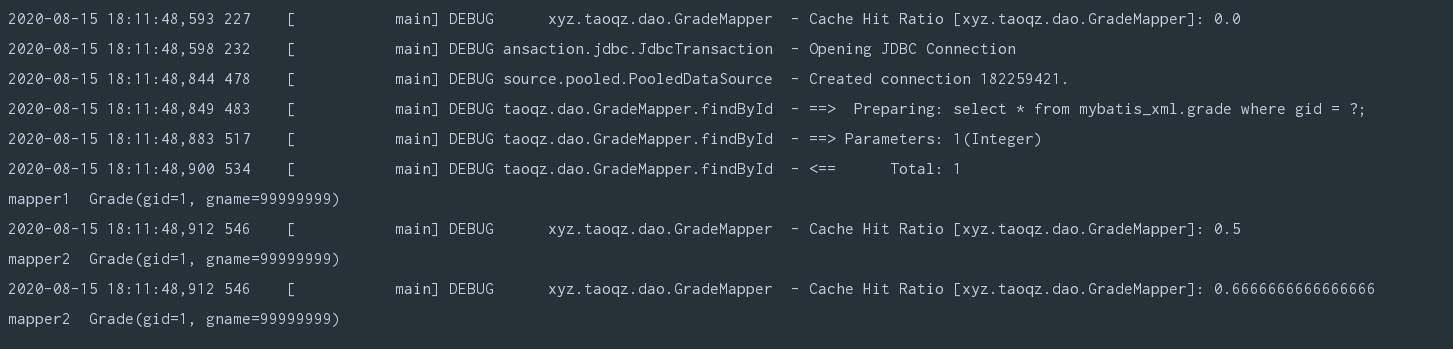 2020-08-15 18:11:48,593 227    [           main] DEBUG      xyz.taoqz.dao.GradeMapper  - Cache Hit Ratio [xyz.taoqz.dao.GradeMapper]: 0.0
2020-08-15 18:11:48,598 232    [           main] DEBUG ansaction.jdbc.JdbcTransaction  - Opening JDBC Connection
2020-08-15 18:11:48,844 478    [           main] DEBUG source.pooled.PooledDataSource  - Created connection 182259421.
2020-08-15 18:11:48,849 483    [           main] DEBUG taoqz.dao.GradeMapper.findById  - ==>  Preparing: select * from mybatis_xml.grade where gid = ?;
2020-08-15 18:11:48,883 517    [           main] DEBUG taoqz.dao.GradeMapper.findById  - ==> Parameters: 1(Integer)
2020-08-15 18:11:48,900 534    [           main] DEBUG taoqz.dao.GradeMapper.findById  - <==      Total: 1
mapper1  Grade(gid=1, gname=99999999)
2020-08-15 18:11:48,912 546    [           main] DEBUG      xyz.taoqz.dao.GradeMapper  - Cache Hit Ratio [xyz.taoqz.dao.GradeMapper]: 0.5
mapper2  Grade(gid=1, gname=99999999)
2020-08-15 18:11:48,912 546    [           main] DEBUG      xyz.taoqz.dao.GradeMapper  - Cache Hit Ratio [xyz.taoqz.dao.GradeMapper]: 0.6666666666666666
mapper2  Grade(gid=1, gname=99999999)